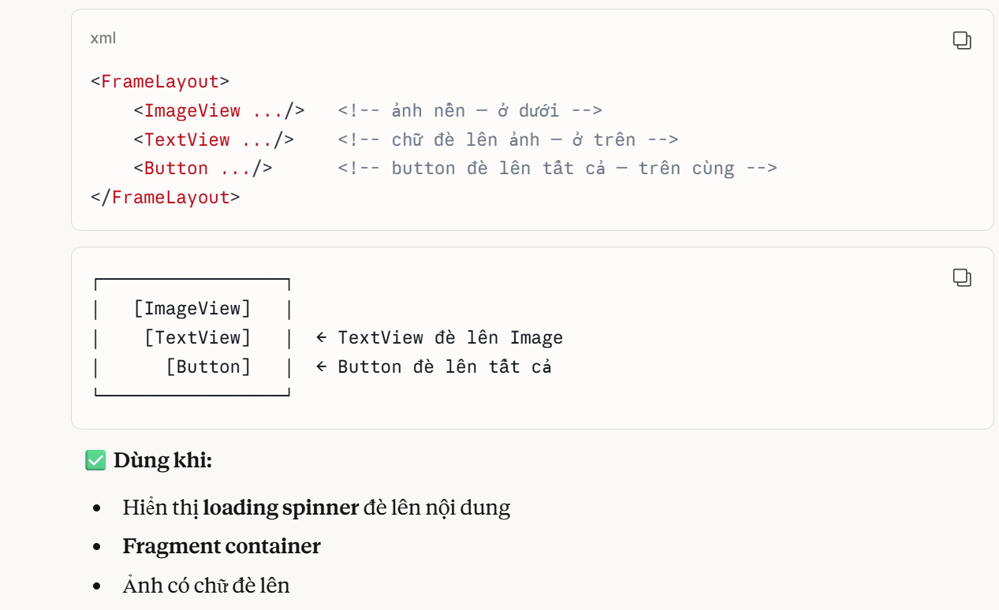 xml
<FrameLayout>
    <ImageView .../>   <!-- ảnh nền — ở dưới -->
    <TextView .../>    <!-- chữ đè lên ảnh — ở trên -->
    <Button .../>      <!-- button đè lên tất cả — trên cùng -->
</FrameLayout>
┌──────────────────┐
│   [ImageView]   │
│    [TextView]   │  ← TextView đè lên Image
│      [Button]   │  ← Button đè lên tất cả
└──────────────────┘
✅ Dùng khi:
• Hiển thị loading spinner đè lên nội dung
• Fragment container
• Ảnh có chữ đè lên